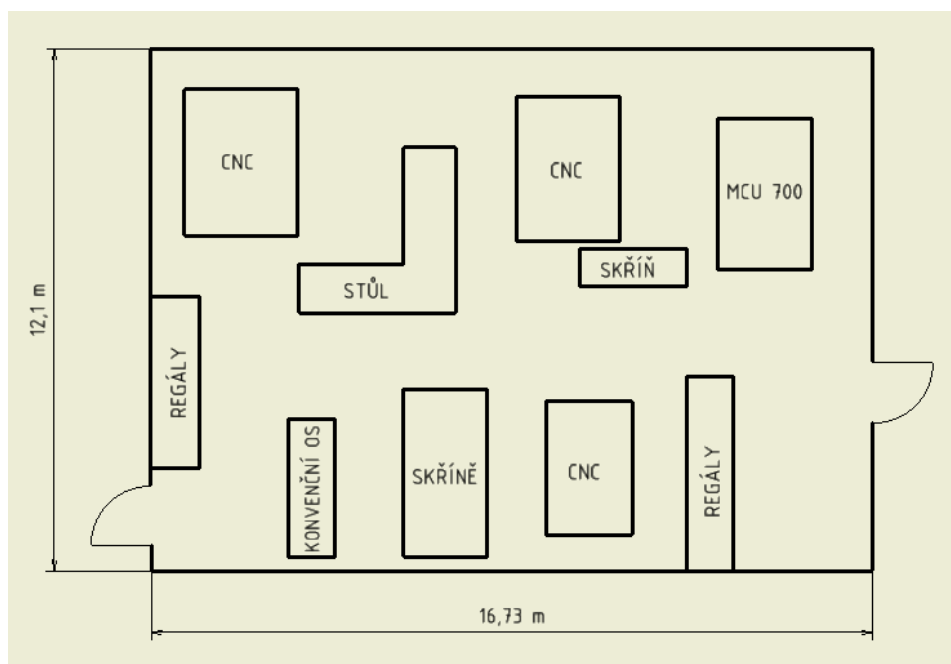 CNC
CNC
MCU 700
SKŘÍŇ
STŮL
12,1 m
REGÁLY
KONVENČNÍ OS
SKŘÍNĚ
CNC
REGÁLY
16,73 m